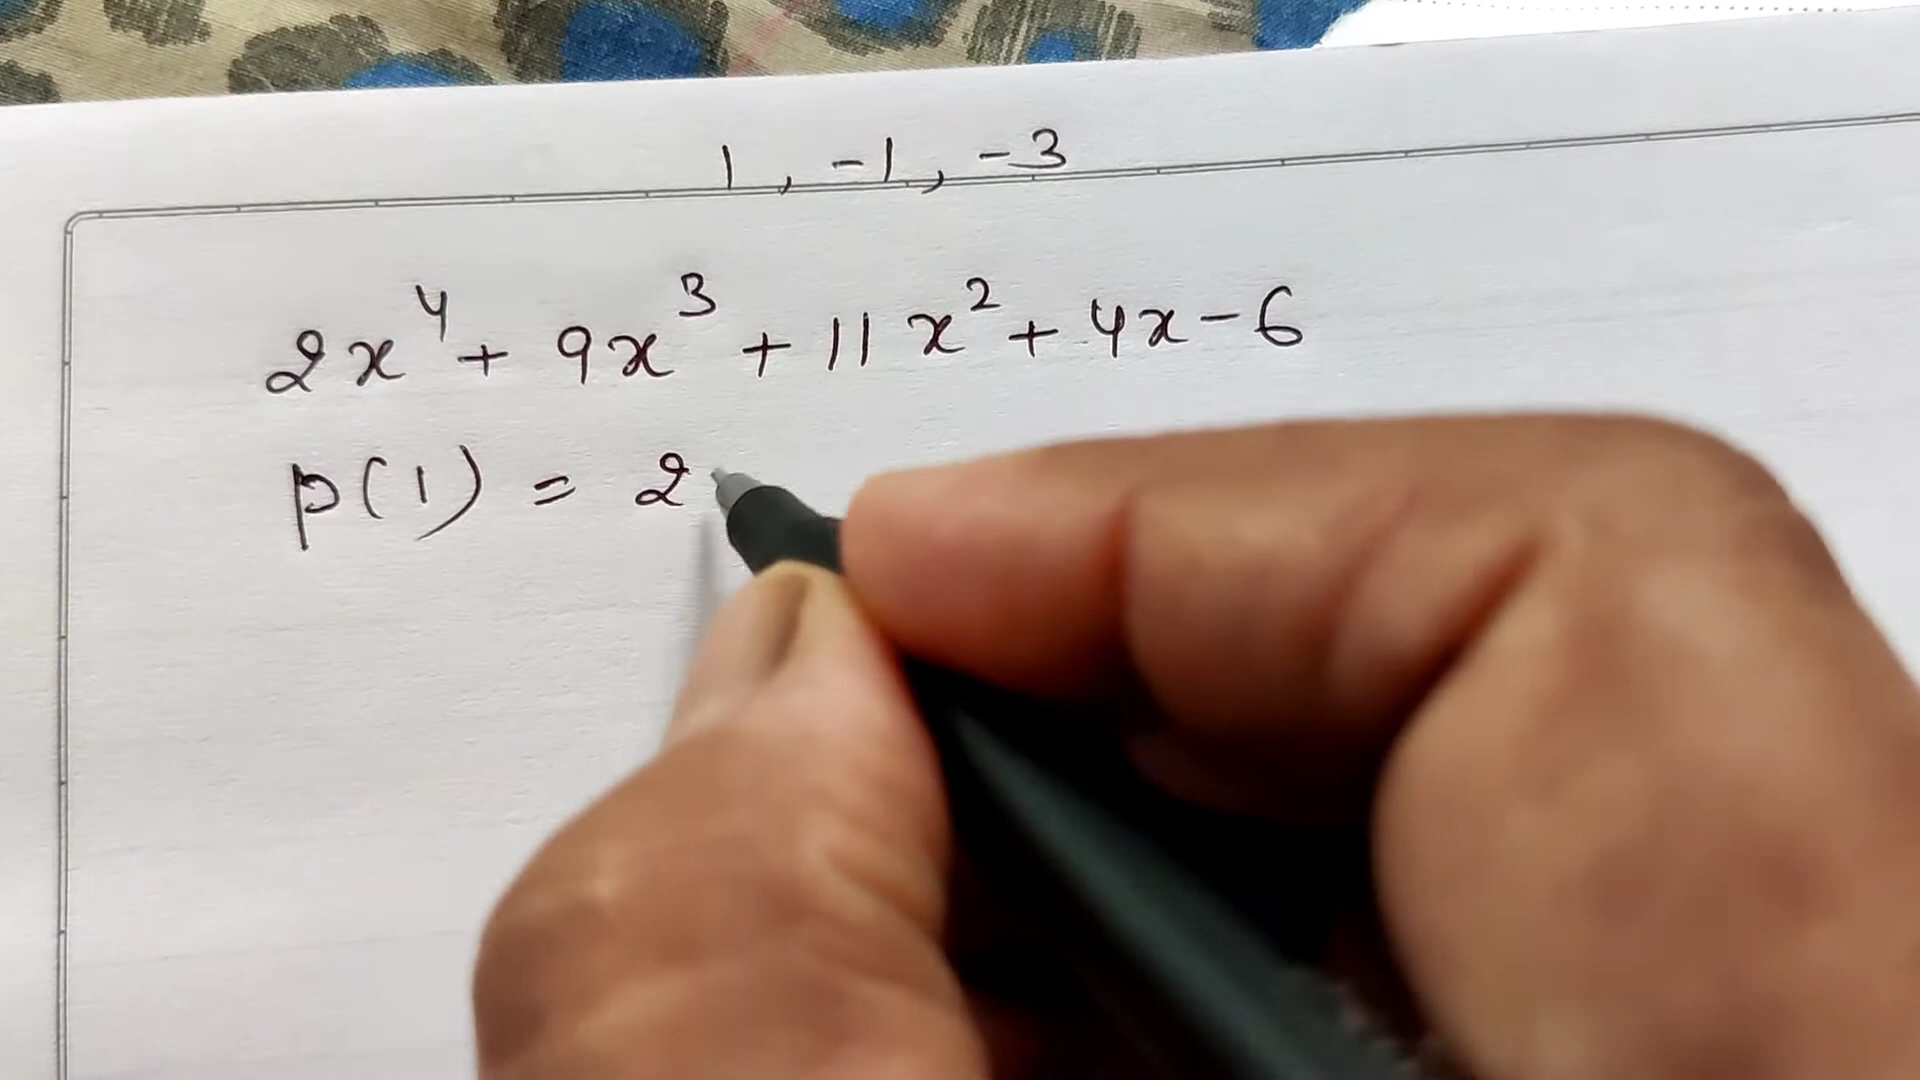 1, -1, -3
2x⁴ + 9x³ + 11x² + 4x - 6
p(1) = 2